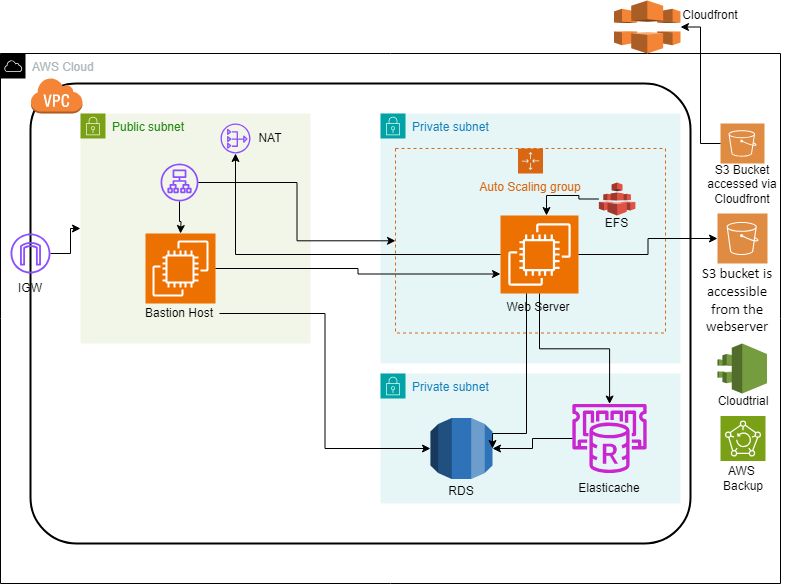 Cloudfront
AWS Cloud
VPC
Public subnet
NAT
Private subnet
Auto Scaling group
EFS
S3 Bucket
accessed via
Cloudfront
IGW
Bastion Host
Web Server
S3 bucket is
accessible
from the
webserver
Private subnet
Cloudtrial
R
RDS
Elasticache
AWS
Backup